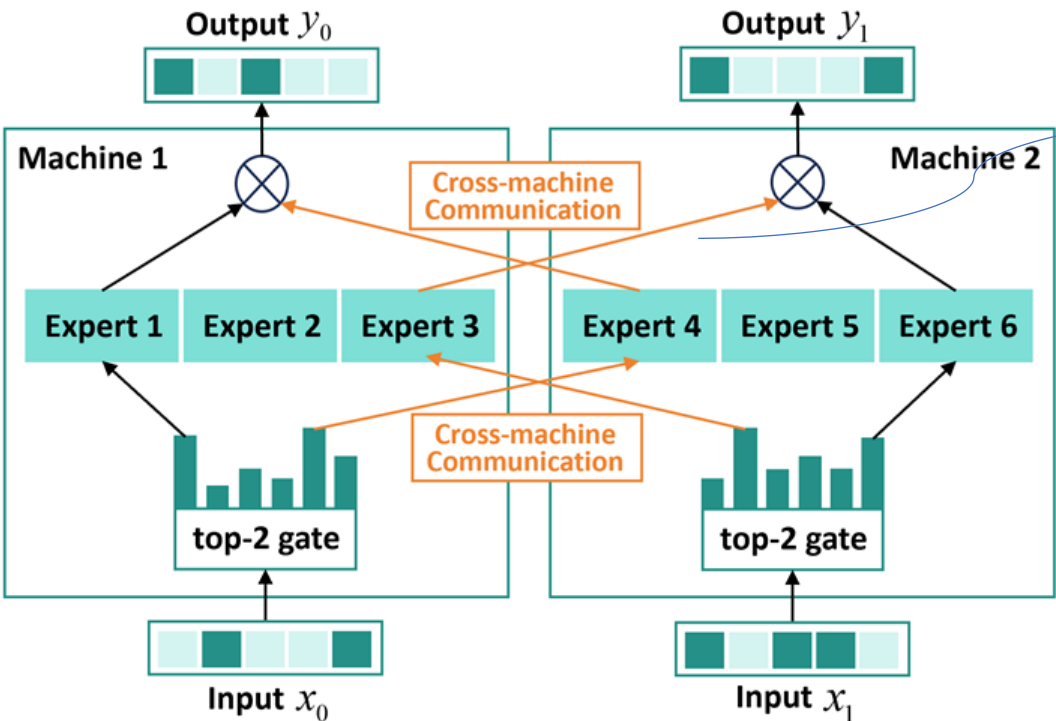 Output y₀
Output y₁
Machine 1
Machine 2
Cross-machine
Communication
Expert 1
Expert 2
Expert 3
Expert 4
Expert 5
Expert 6
Cross-machine
Communication
top-2 gate
top-2 gate
Input x₀
Input x₁